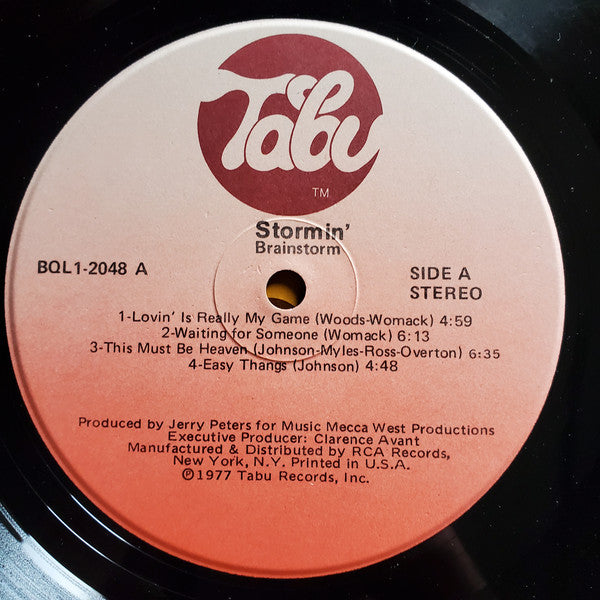 Tabu
TM
Stormin'
Brainstorm
BQL1-2048 A
SIDE A
STEREO
1-Lovin' Is Really My Game (Woods-Womack) 4:59
2-Waiting for Someone (Womack) 6:13
3-This Must Be Heaven (Johnson-Myles-Ross-Overton) 6:35
4-Easy Thangs (Johnson) 4:48
Produced by Jerry Peters for Music Mecca West Productions
Executive Producer: Clarence Avant
Manufactured & Distributed by RCA Records,
New York, N.Y. Printed in U.S.A.
℗1977 Tabu Records, Inc.